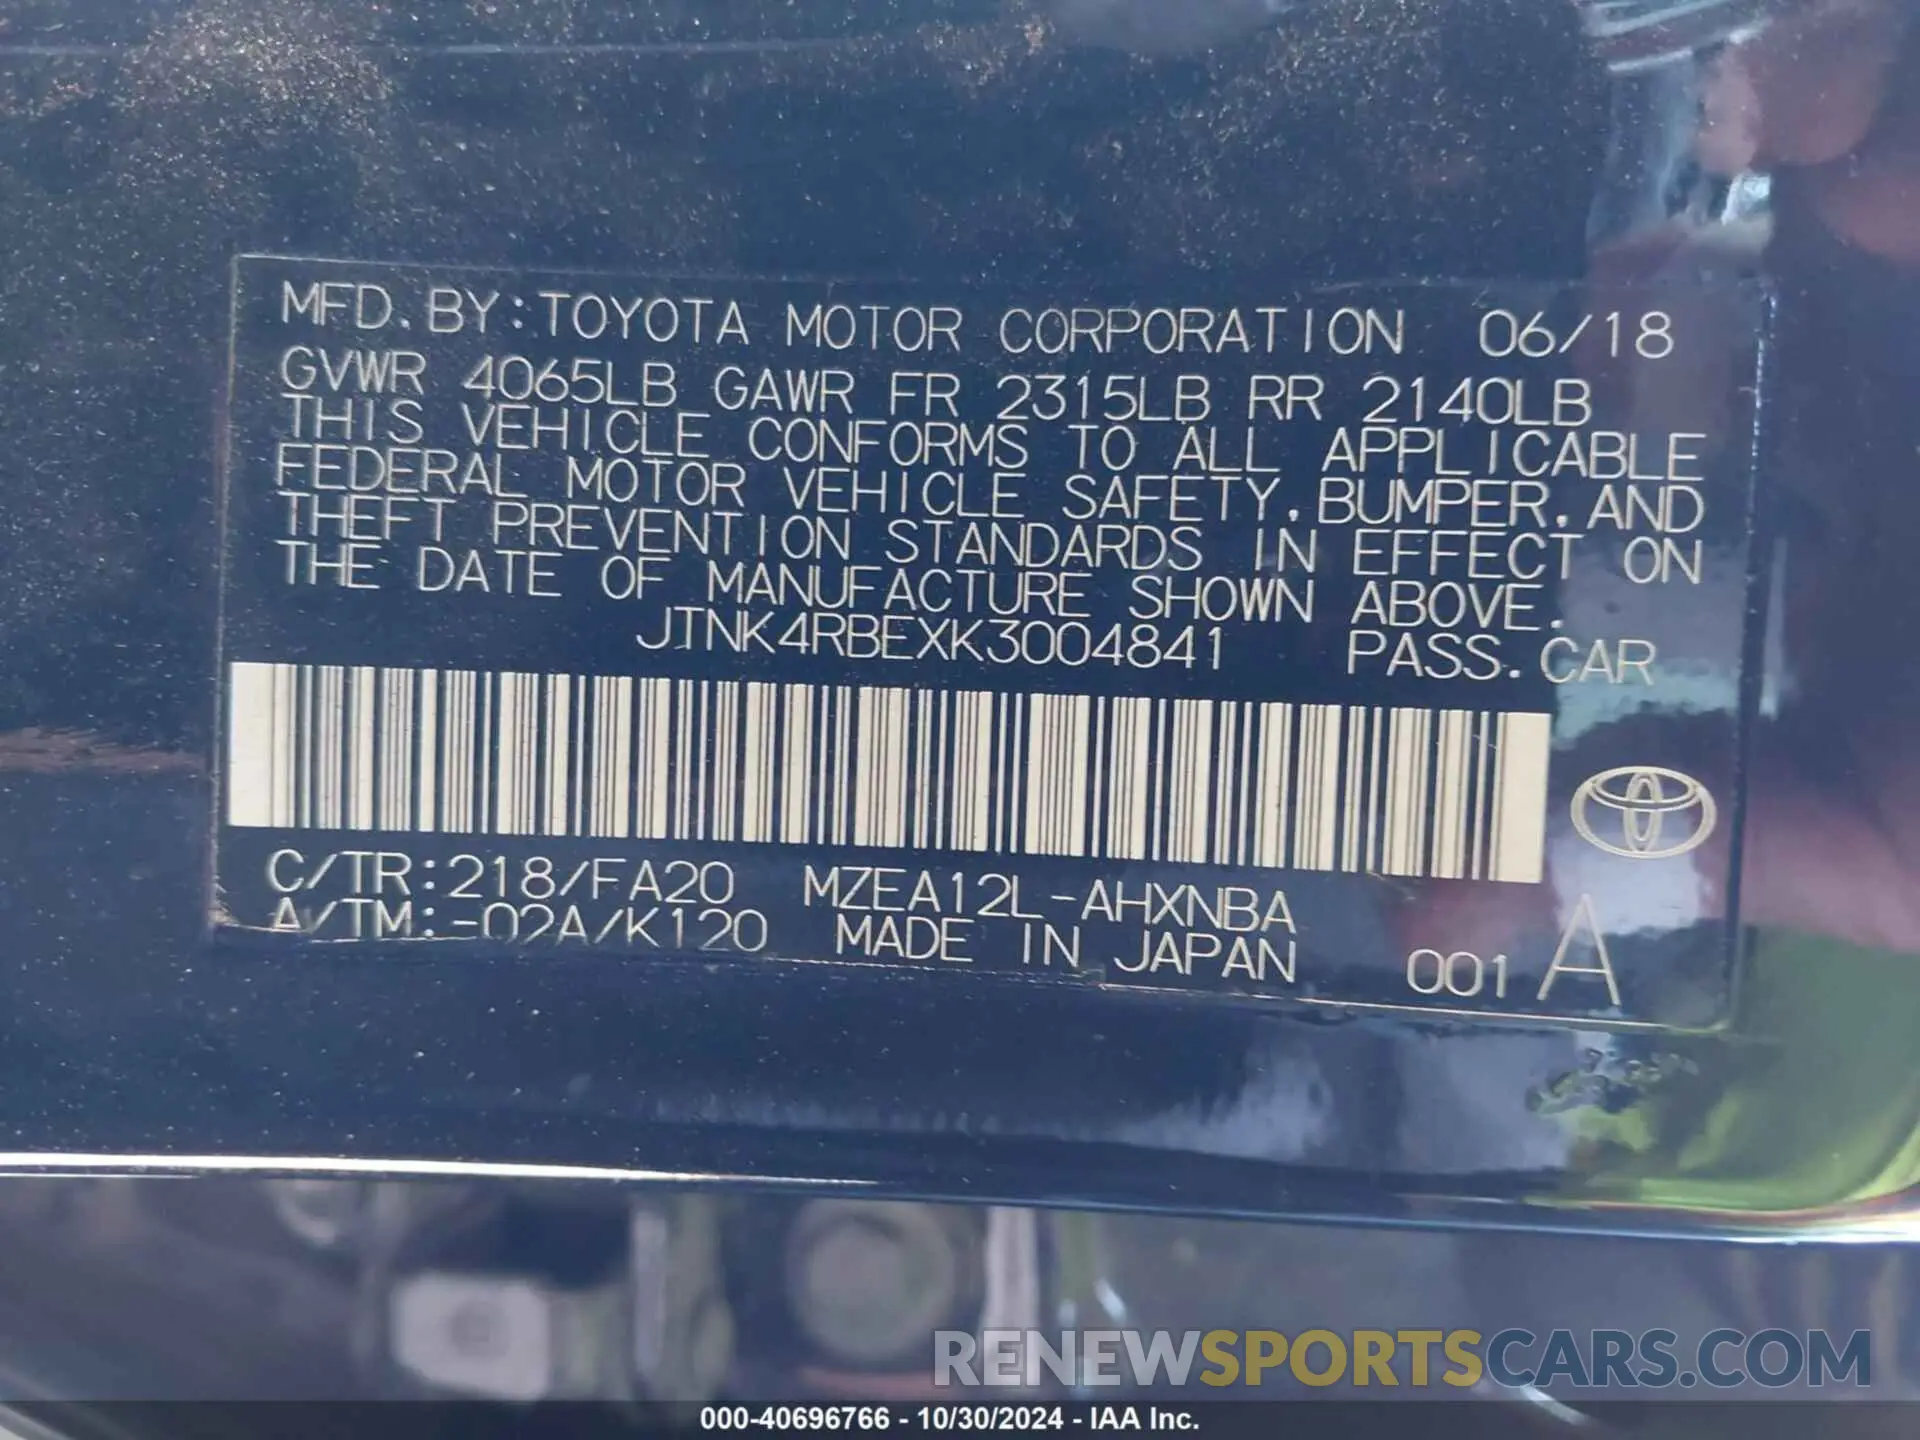 MFD. BY:TOYOTA MOTOR CORPORATION 06/18
GVWR 4065LB GAWR FR 2315LB RR 2140LB
THIS VEHICLE CONFORMS TO ALL APPLICABLE
FEDERAL MOTOR VEHICLE SAFETY, BUMPER, AND
THEFT PREVENTION STANDARDS IN EFFECT ON
THE DATE OF MANUFACTURE SHOWN ABOVE.
JTNK4RBEXK3004841 PASS. CAR
C/TR:218/FA20 MZEA12L-AHXNBA
A/TM:-02A/K120 MADE IN JAPAN 001 A
RENEWSPORTSCARS.COM
000-40696766 - 10/30/2024 - IAA Inc.